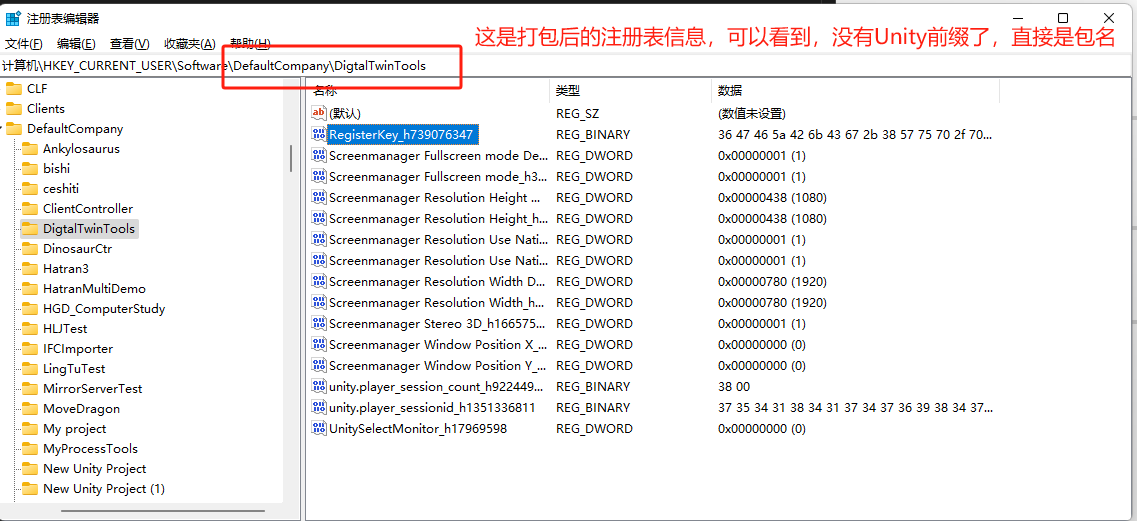 注册表编辑器
文件(F) 编辑(E) 查看(V) 收藏夹(A) 帮助(H)
这是打包后的注册表信息，可以看到，没有Unity前缀了，直接是包名
计算机\HKEY_CURRENT_USER\Software\DefaultCompany\DigtalTwinTools
CLF
Clients
DefaultCompany
Ankylosaurus
bishi
ceshiti
ClientController
DigtalTwinTools
DinosaurCtr
Hatran3
HatranMultiDemo
HGD_ComputerStudy
HLJTest
IFCImporter
LingTuTest
MirrorServerTest
MoveDragon
My project
MyProcessTools
New Unity Project
New Unity Project (1)
名称 类型 数据
(默认) REG_SZ (数值未设置)
RegisterKey_h739076347 REG_BINARY 36 47 46 5a 42 6b 43 67 2b 38 57 75 70 2f 70...
Screenmanager Fullscreen mode De... REG_DWORD 0x00000001 (1)
Screenmanager Fullscreen mode_h3... REG_DWORD 0x00000001 (1)
Screenmanager Resolution Height ... REG_DWORD 0x00000438 (1080)
Screenmanager Resolution Height_h... REG_DWORD 0x00000438 (1080)
Screenmanager Resolution Use Nati... REG_DWORD 0x00000001 (1)
Screenmanager Resolution Use Nati... REG_DWORD 0x00000001 (1)
Screenmanager Resolution Width D... REG_DWORD 0x00000780 (1920)
Screenmanager Resolution Width_h... REG_DWORD 0x00000780 (1920)
Screenmanager Stereo 3D_h166575... REG_DWORD 0x00000001 (1)
Screenmanager Window Position X_... REG_DWORD 0x00000000 (0)
Screenmanager Window Position Y_... REG_DWORD 0x00000000 (0)
unity.player_session_count_h922449... REG_BINARY 38 00
unity.player_sessionid_h1351336811 REG_BINARY 37 35 34 31 38 34 31 37 34 37 36 39 38 34 37...
UnitySelectMonitor_h17969598 REG_DWORD 0x00000000 (0)